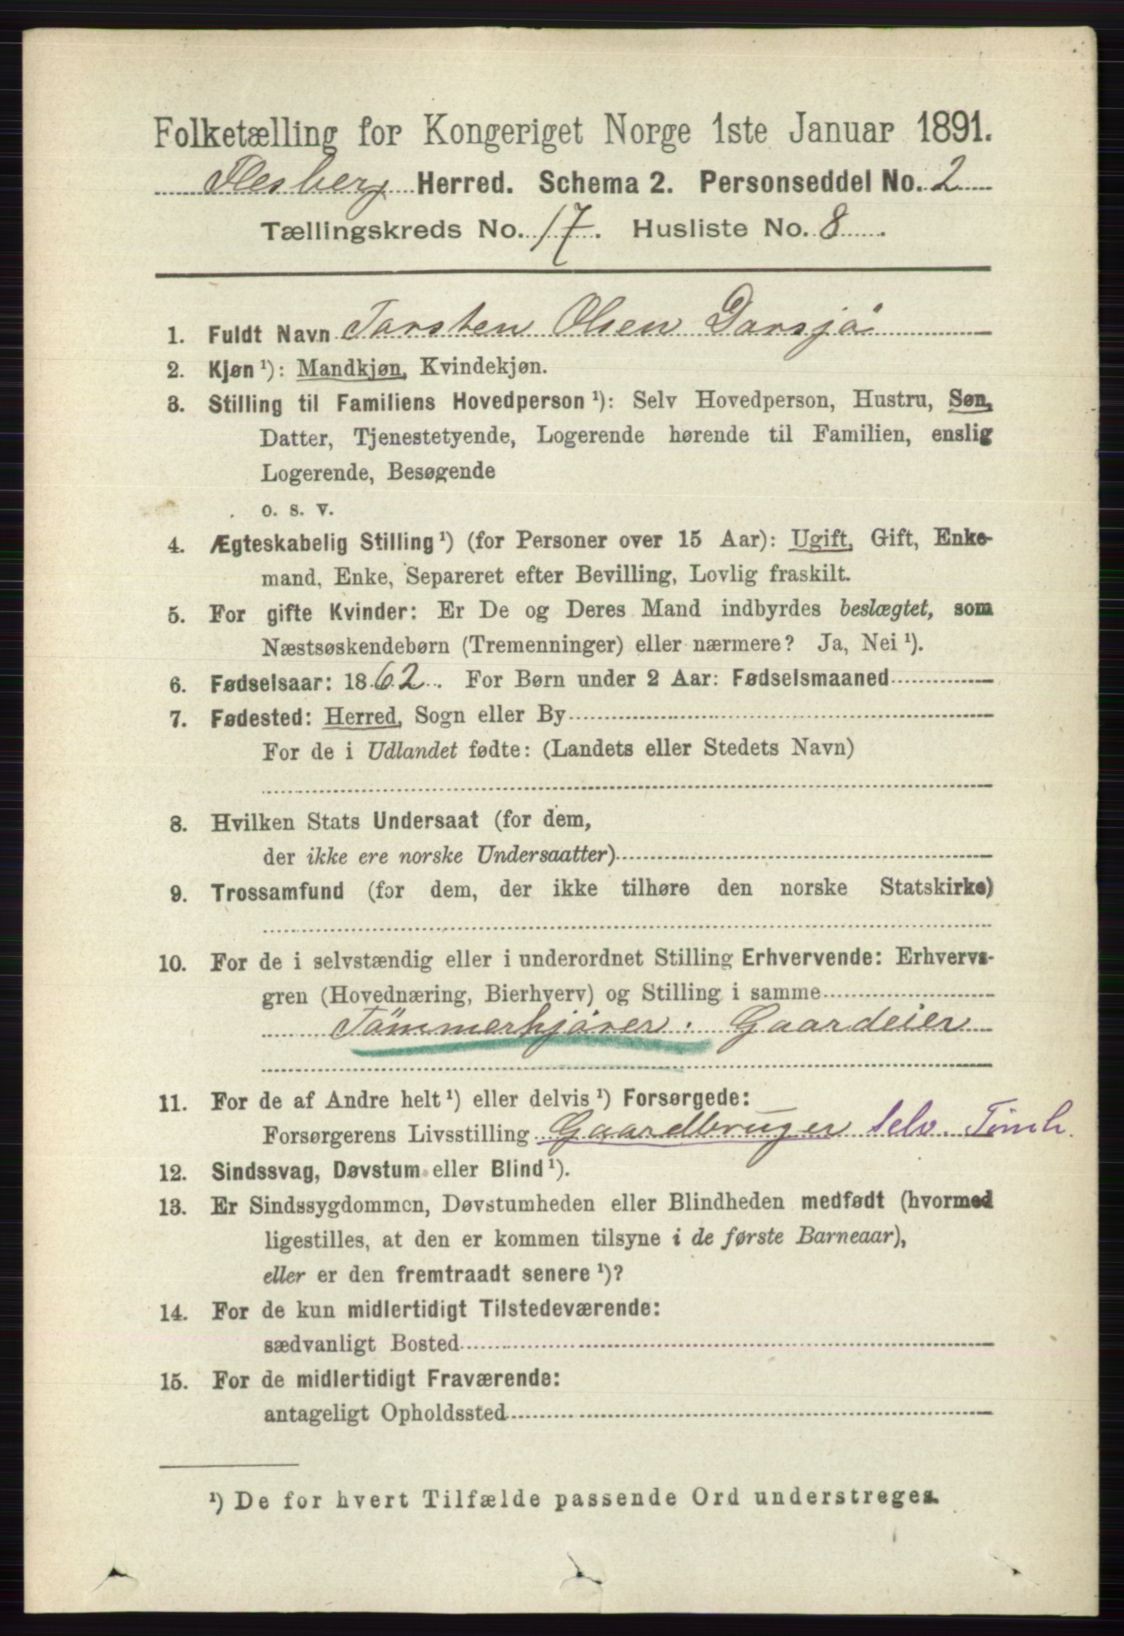 Folketælling for Kongeriget Norge 1ste Januar 1891.
Flesberg Herred. Schema 2. Personseddel No. 2
Tællingskreds No. 17. Husliste No. 8.
1. Fuldt Navn Torsten Olsen Dorsjö
2. Kjøn ¹): Mandkjøn, Kvindekjøn.
3. Stilling til Familiens Hovedperson ¹): Selv Hovedperson, Hustru, Søn,
Datter, Tjenestetyende, Logerende hørende til Familien, enslig
Logerende, Besøgende
o. s. v.
4. Ægteskabelig Stilling ¹) (for Personer over 15 Aar): Ugift, Gift, Enke-
mand, Enke, Separeret efter Bevilling, Lovlig fraskilt.
5. For gifte Kvinder: Er De og Deres Mand indbyrdes beslægtet, som
Næstsøskendebørn (Tremenninger) eller nærmere? Ja, Nei ¹).
6. Fødselsaar: 1862. For Børn under 2 Aar: Fødselsmaaned
7. Fødested: Herred, Sogn eller By
For de i Udlandet fødte: (Landets eller Stedets Navn)
8. Hvilken Stats Undersaat (for dem,
der ikke ere norske Undersaatter)
9. Trossamfund (for dem, der ikke tilhøre den norske Statskirke)
10. For de i selvstændig eller i underordnet Stilling Erhvervende: Erhvervs-
gren (Hovednæring, Bierhverv) og Stilling i samme
Tömmerkjörer. Gaardeier
11. For de af Andre helt ¹) eller delvis ¹) Forsørgede:
Forsørgerens Livsstilling Gaardbruger Selv. Tömk.
12. Sindssvag, Døvstum eller Blind ¹).
13. Er Sindssygdommen, Døvstumheden eller Blindheden medfødt (hvormed
ligestilles, at den er kommen tilsyne i de første Barneaar),
eller er den fremtraadt senere ¹)?
14. For de kun midlertidigt Tilstedeværende:
sædvanligt Bosted
15. For de midlertidigt Fraværende:
antageligt Opholdssted
¹) De for hvert Tilfælde passende Ord understreges.